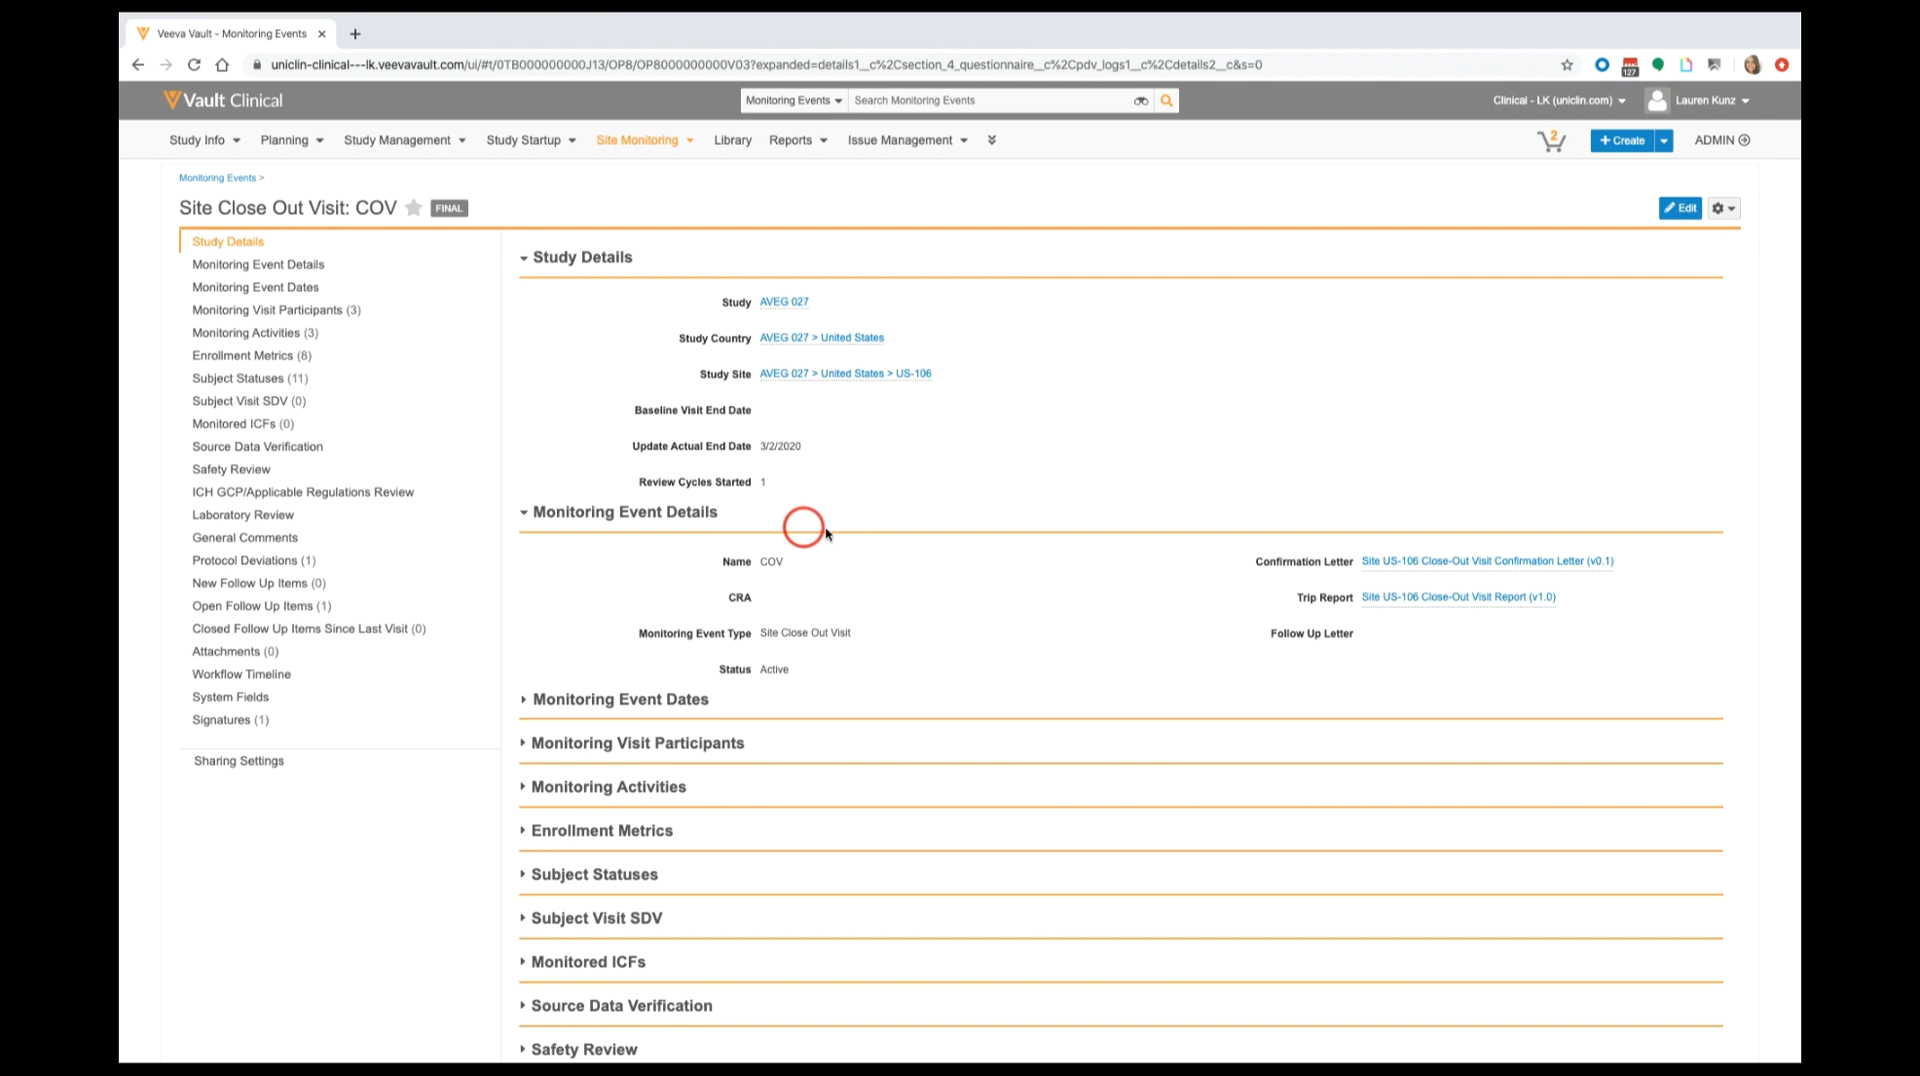 Veeva Vault - Monitoring Events
uniclin-clinical---lk.veevavault.com/ui/#t/0TB000000000J13/OP8/OP8000000000V03?expanded=details1__c%2Csection_4_questionnaire__c%2Cpdv_logs1__c%2Cdetails2__c&s=0
127
Vault Clinical
Monitoring Events
Search Monitoring Events
Clinical - LK (uniclin.com)
Lauren Kunz
Study Info
Planning
Study Management
Study Startup
Site Monitoring
Library
Reports
Issue Management
2
+ Create
ADMIN
Monitoring Events >
Site Close Out Visit: COV
FINAL
Edit
Study Details
Monitoring Event Details
Monitoring Event Dates
Monitoring Visit Participants (3)
Monitoring Activities (3)
Enrollment Metrics (8)
Subject Statuses (11)
Subject Visit SDV (0)
Monitored ICFs (0)
Source Data Verification
Safety Review
ICH GCP/Applicable Regulations Review
Laboratory Review
General Comments
Protocol Deviations (1)
New Follow Up Items (0)
Open Follow Up Items (1)
Closed Follow Up Items Since Last Visit (0)
Attachments (0)
Workflow Timeline
System Fields
Signatures (1)
Sharing Settings
Study Details
Study AVEG 027
Study Country AVEG 027 > United States
Study Site AVEG 027 > United States > US-106
Baseline Visit End Date
Update Actual End Date 3/2/2020
Review Cycles Started 1
Monitoring Event Details
Name COV
CRA
Monitoring Event Type Site Close Out Visit
Status Active
Confirmation Letter Site US-106 Close-Out Visit Confirmation Letter (v0.1)
Trip Report Site US-106 Close-Out Visit Report (v1.0)
Follow Up Letter
Monitoring Event Dates
Monitoring Visit Participants
Monitoring Activities
Enrollment Metrics
Subject Statuses
Subject Visit SDV
Monitored ICFs
Source Data Verification
Safety Review